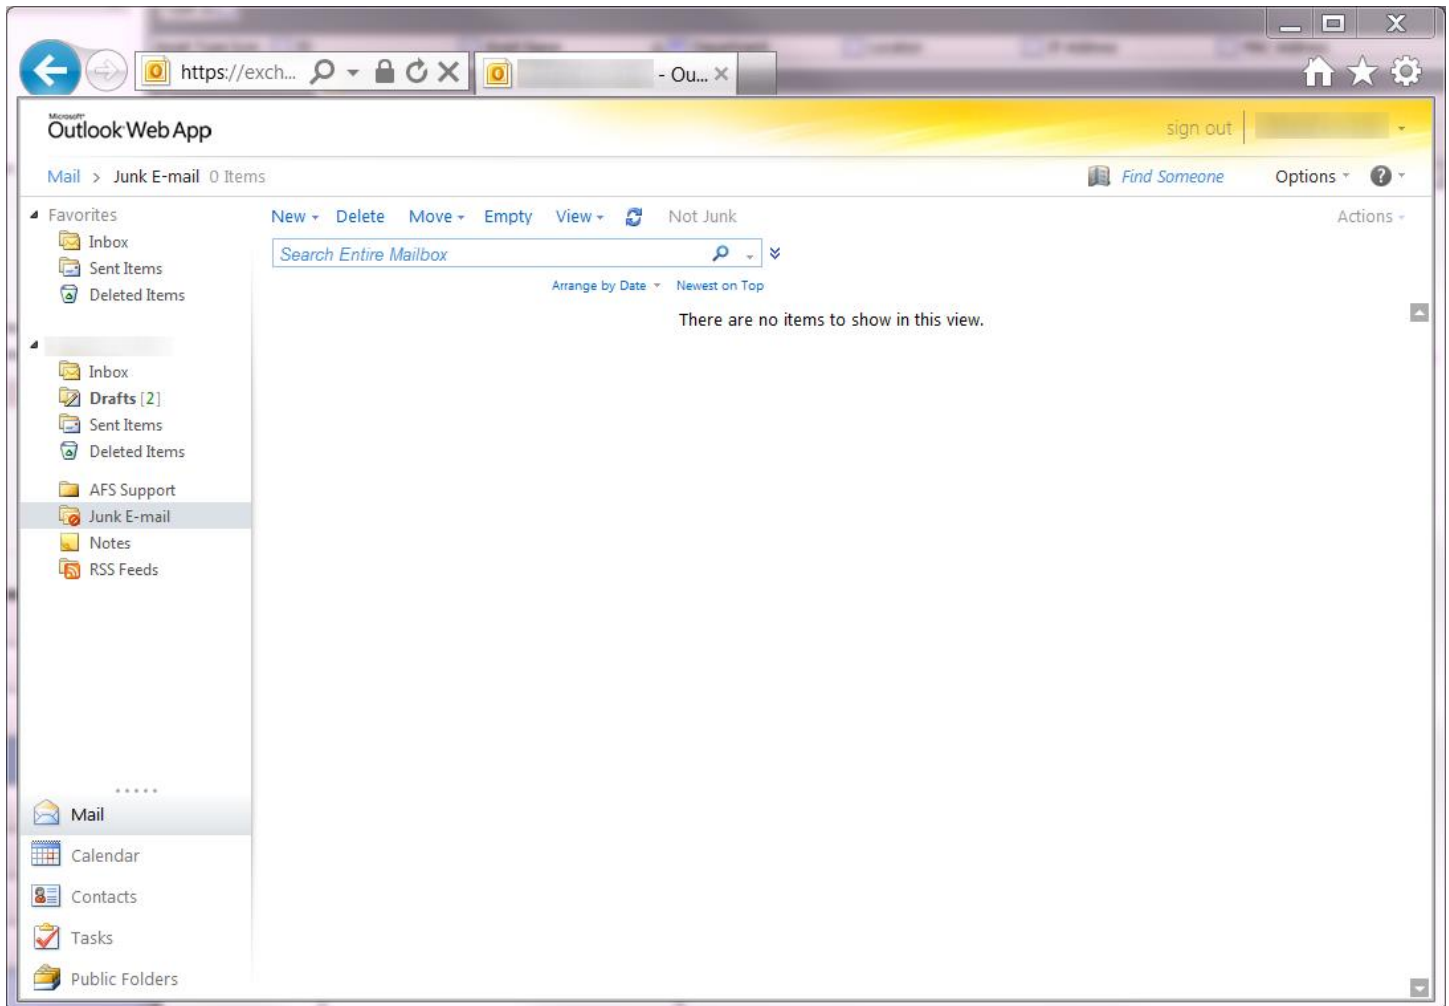 https://exch...
- Ou...
Microsoft
Outlook Web App
sign out
Mail > Junk E-mail 0 Items
Find Someone
Options
Favorites
Inbox
Sent Items
Deleted Items
New Delete Move Empty View Not Junk
Actions
Search Entire Mailbox
Arrange by Date Newest on Top
There are no items to show in this view.
Inbox
Drafts [2]
Sent Items
Deleted Items
AFS Support
Junk E-mail
Notes
RSS Feeds
Mail
Calendar
Contacts
Tasks
Public Folders